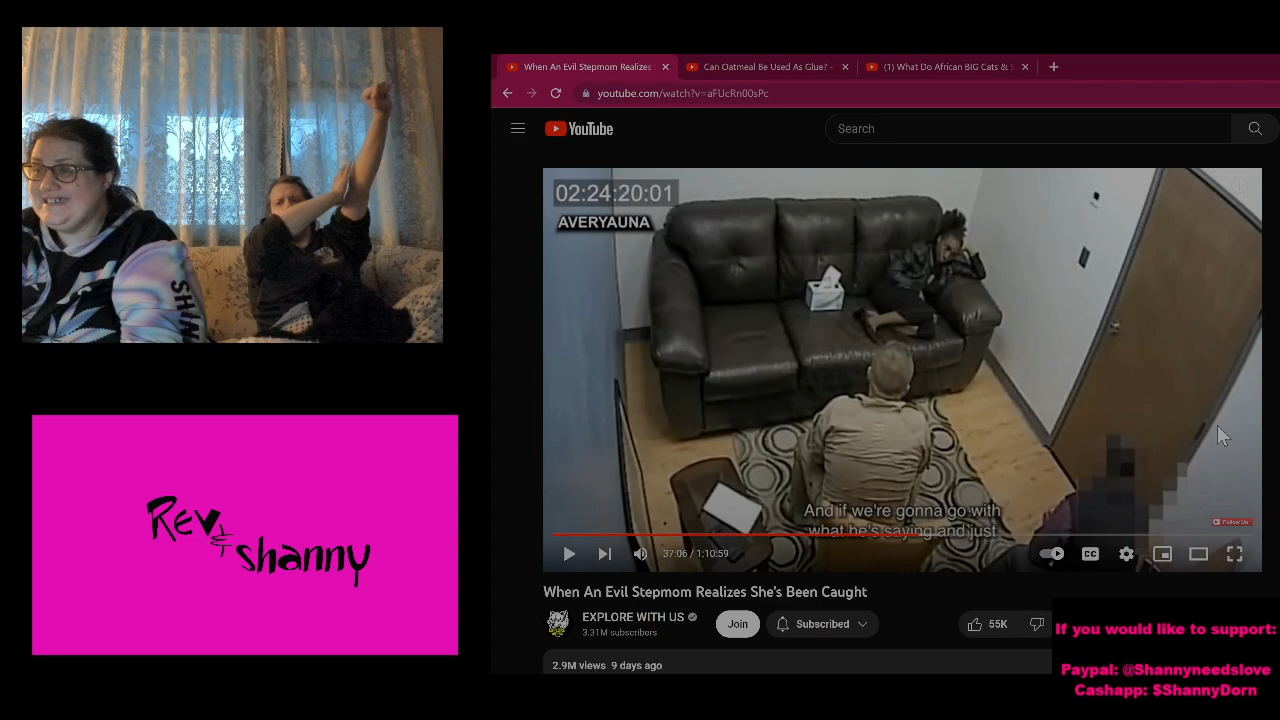 When An Evil Stepmom Realizes
Can Oatmeal Be Used As Glue? -
(1) What Do African BIG Cats &
youtube.com/watch?v=aFUcRn00sPc
YouTube
Search
02:24:20:01
AVERYAUNA
And if we're gonna go with
what he's saying and just
Follow Us
37:06 / 1:10:59
CC
When An Evil Stepmom Realizes She's Been Caught
EXPLORE WITH US
3.31M subscribers
Join
Subscribed
55K
2.9M views 9 days ago
Rev
&
shanny
If you would like to support:
Paypal: @Shannyneedslove
Cashapp: $ShannyDorn